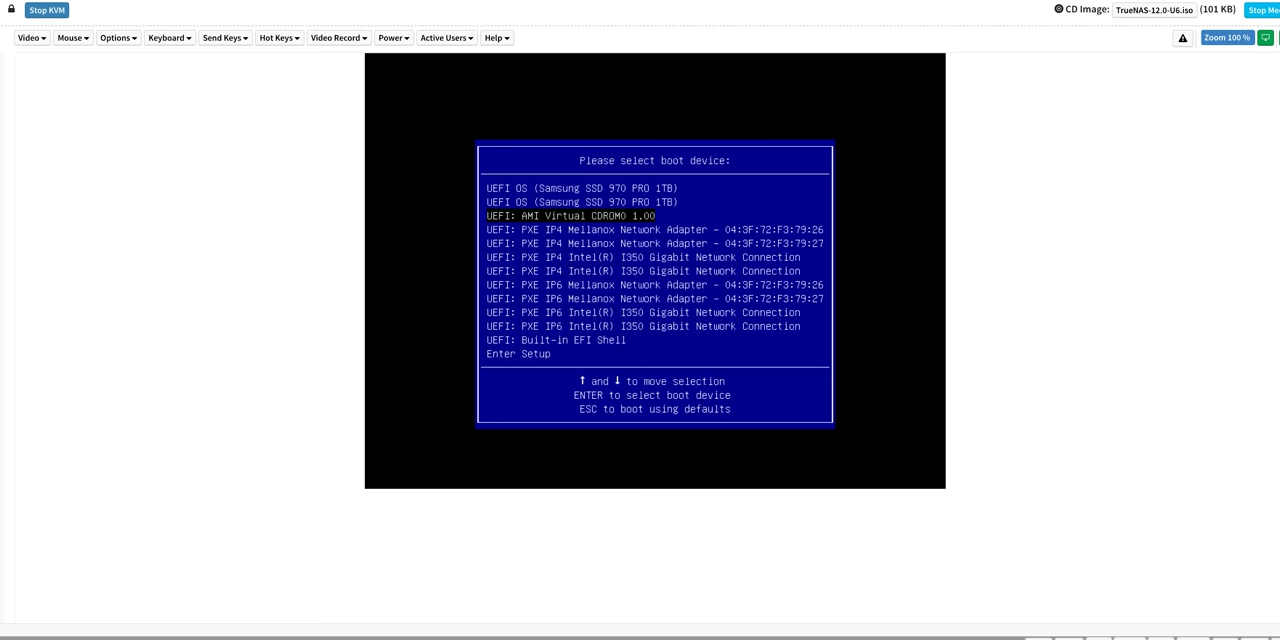 Stop KVM
CD Image: TrueNAS-12.0-U6.iso (101 KB) Stop Me
Video Mouse Options Keyboard Send Keys Hot Keys Video Record Power Active Users Help Zoom 100 %
Please select boot device:
UEFI OS (Samsung SSD 970 PRO 1TB)
UEFI OS (Samsung SSD 970 PRO 1TB)
UEFI: AMI Virtual CDROM0 1.00
UEFI: PXE IP4 Mellanox Network Adapter - 04:3F:72:F3:79:26
UEFI: PXE IP4 Mellanox Network Adapter - 04:3F:72:F3:79:27
UEFI: PXE IP4 Intel(R) I350 Gigabit Network Connection
UEFI: PXE IP4 Intel(R) I350 Gigabit Network Connection
UEFI: PXE IP6 Mellanox Network Adapter - 04:3F:72:F3:79:26
UEFI: PXE IP6 Mellanox Network Adapter - 04:3F:72:F3:79:27
UEFI: PXE IP6 Intel(R) I350 Gigabit Network Connection
UEFI: PXE IP6 Intel(R) I350 Gigabit Network Connection
UEFI: Built-in EFI Shell
Enter Setup
↑ and ↓ to move selection
ENTER to select boot device
ESC to boot using defaults